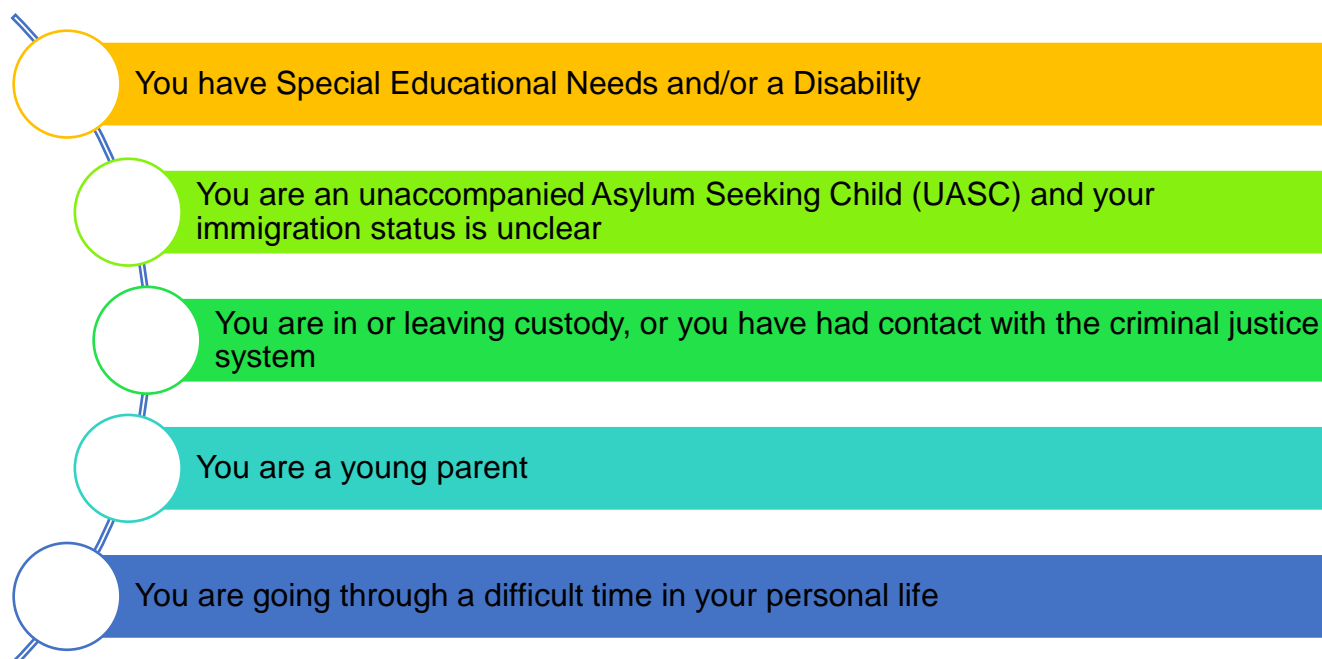 You have Special Educational Needs and/or a Disability
You are an unaccompanied Asylum Seeking Child (UASC) and your
immigration status is unclear
You are in or leaving custody, or you have had contact with the criminal justice
system
You are a young parent
You are going through a difficult time in your personal life